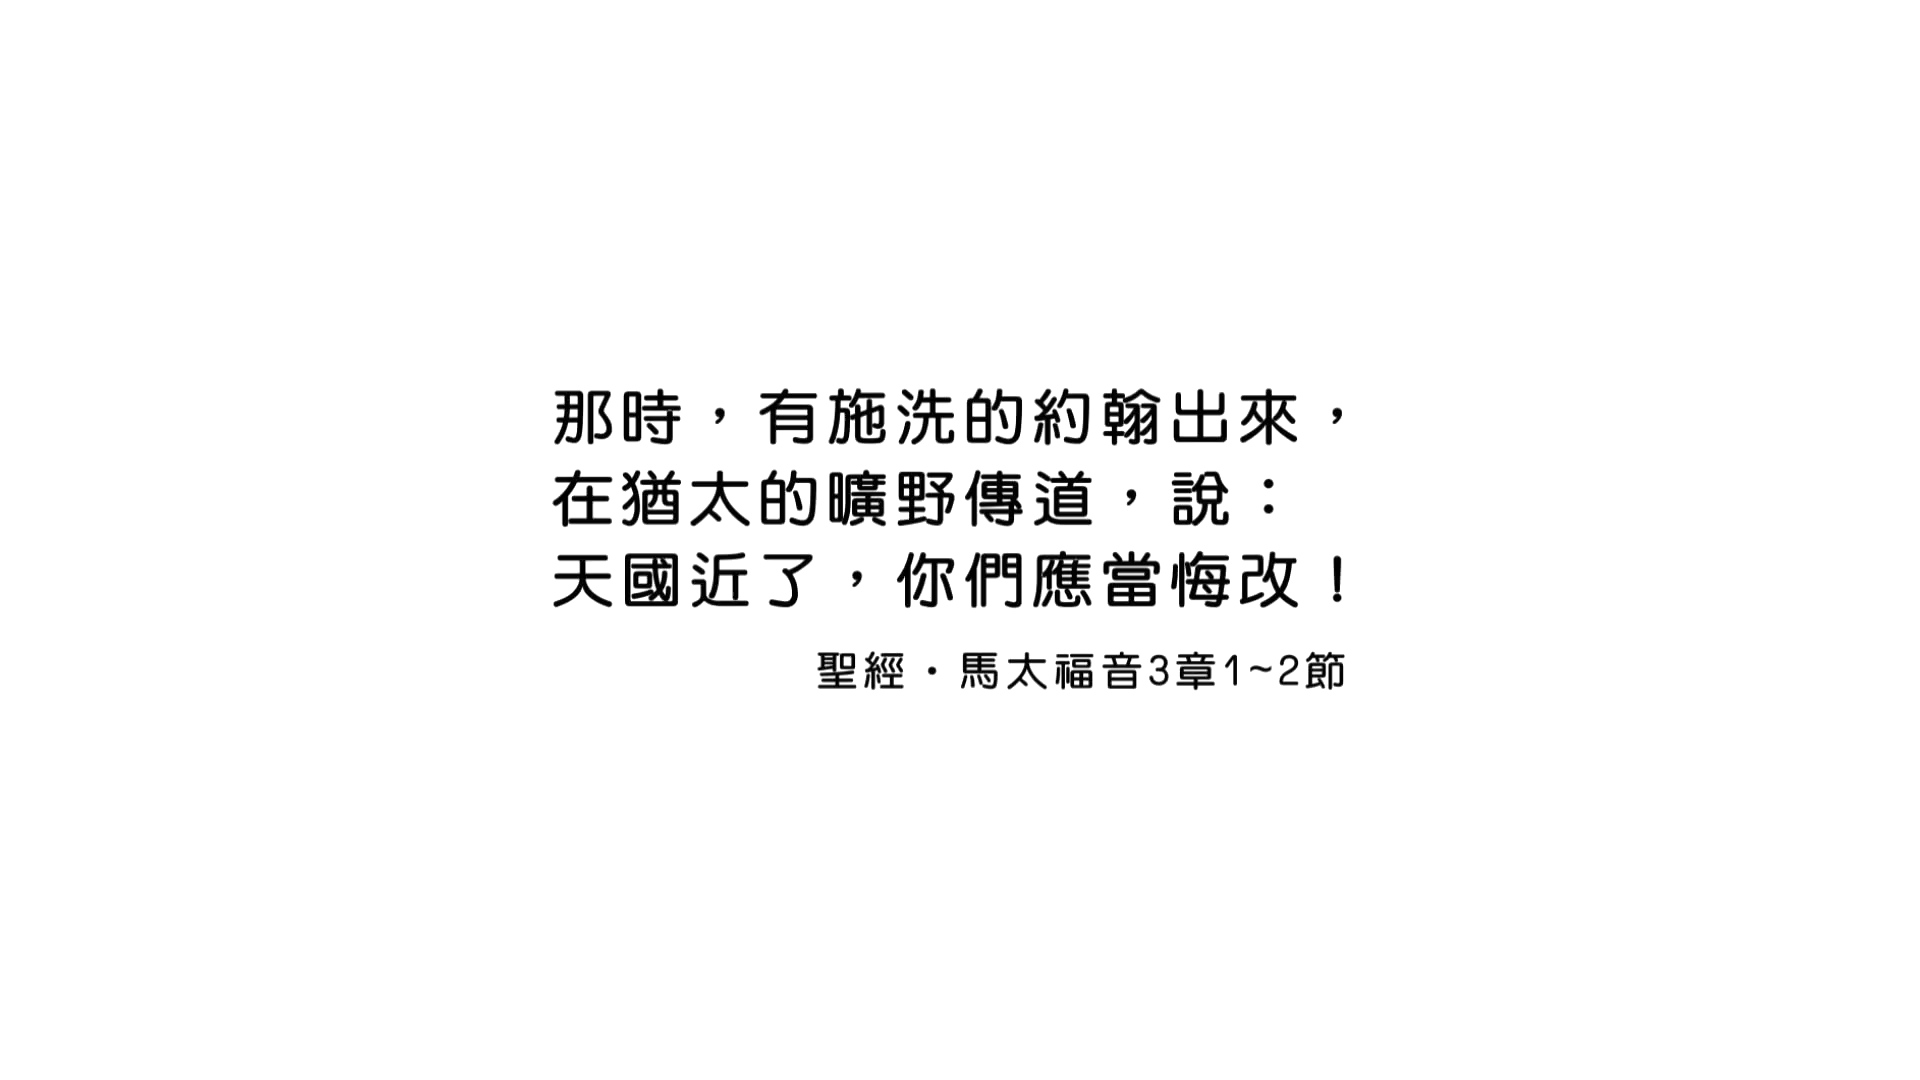 那時，有施洗的約翰出來，
在猶太的曠野傳道，說：
天國近了，你們應當悔改！
聖經・馬太福音3章1~2節